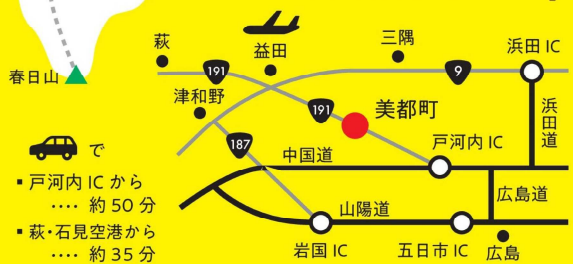 萩
益田
三隅
浜田 IC
191
9
春日山
津和野
191
美都町
浜田道
187
戸河内 IC
中国道
で
▪ 戸河内 IC から
‥‥ 約 50 分
広島道
山陽道
▪ 萩・石見空港から
‥‥ 約 35 分
岩国 IC
五日市 IC
広島